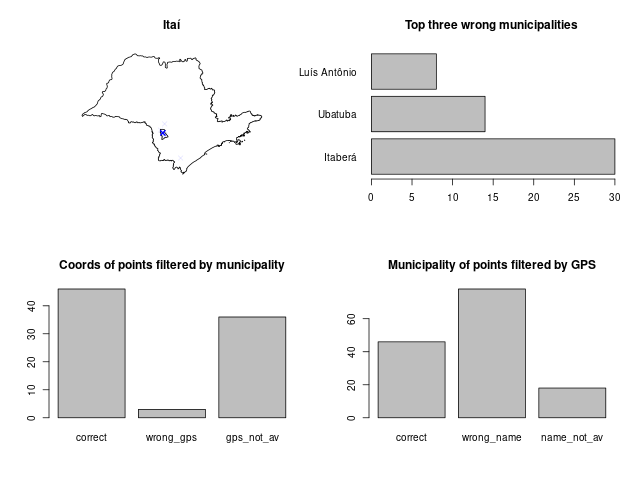 Itaí
Top three wrong municipalities
Luís Antônio
Ubatuba
Itaberá
0 5 10 15 20 25 30
Coords of points filtered by municipality
0 10 20 30 40
correct wrong_gps gps_not_av
Municipality of points filtered by GPS
0 20 40 60
correct wrong_name name_not_av